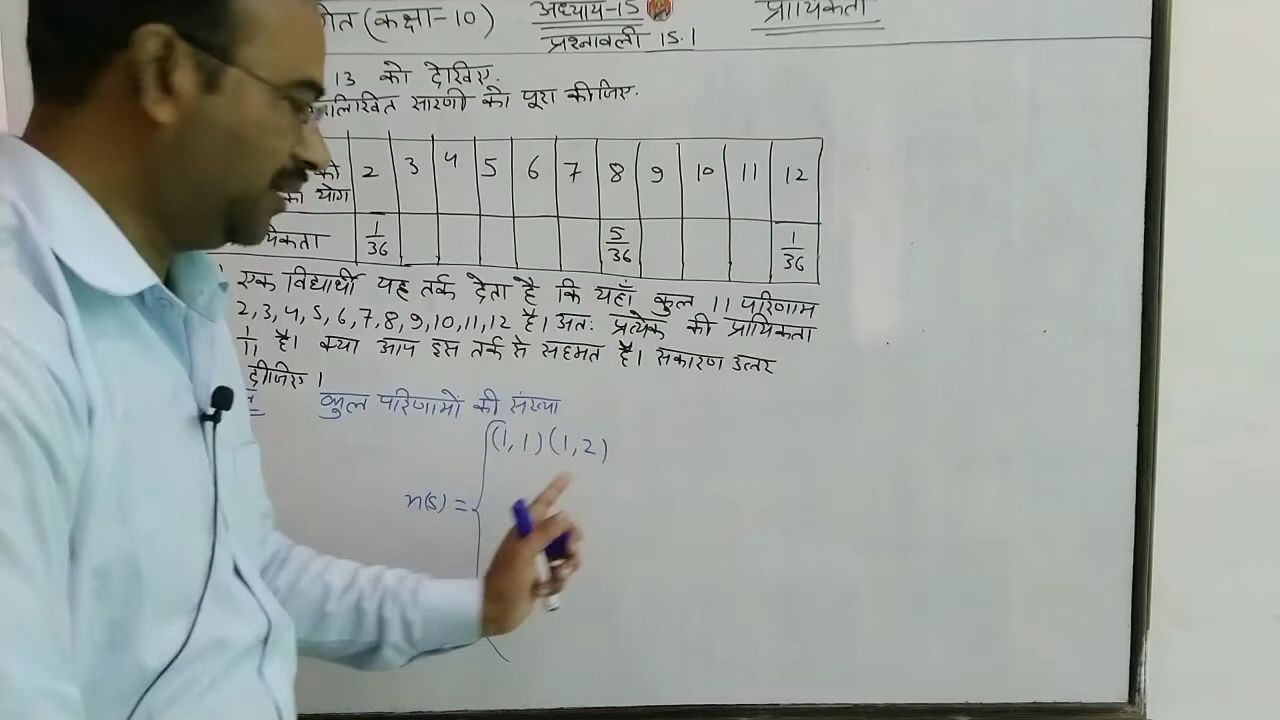 (कक्षा-10) अध्याय-15 प्रायिकता
प्रश्नावली 15.1
13 को देखिए.
सारणी को पूरा कीजिए.
योग 2 3 4 5 6 7 8 9 10 11 12
1/36 5/36 1/36
एक विद्यार्थी यह तर्क देता है कि यहाँ कुल 11 परिणाम
2,3,4,5,6,7,8,9,10,11,12 है। अतः प्रत्येक की प्रायिकता
1/11 है। क्या आप इस तर्क से सहमत है। सकारण उत्तर
दीजिए।
कुल परिणामों की संख्या
(1,1)(1,2)
n(s) =